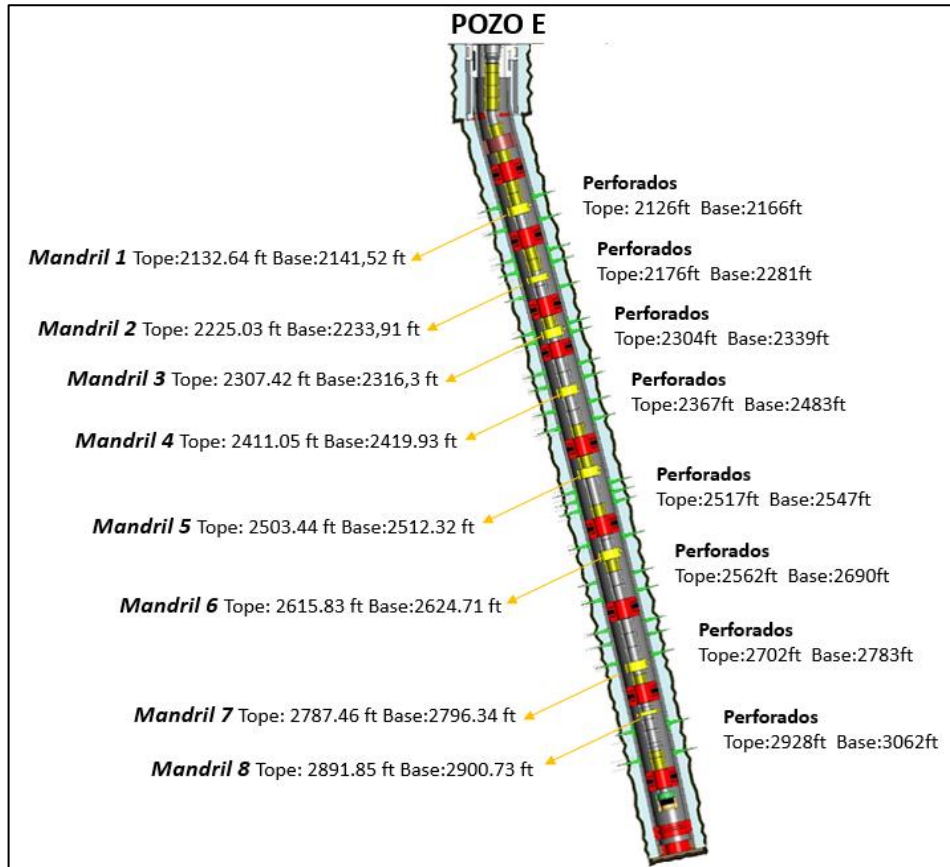 POZO E
Perforados
Tope: 2126ft Base:2166ft
Mandril 1 Tope:2132.64 ft Base:2141,52 ft
Perforados
Tope:2176ft Base:2281ft
Mandril 2 Tope: 2225.03 ft Base:2233,91 ft
Perforados
Tope:2304ft Base:2339ft
Mandril 3 Tope: 2307.42 ft Base:2316,3 ft
Perforados
Tope:2367ft Base:2483ft
Mandril 4 Tope: 2411.05 ft Base:2419.93 ft
Perforados
Tope:2517ft Base:2547ft
Mandril 5 Tope: 2503.44 ft Base:2512.32 ft
Perforados
Tope:2562ft Base:2690ft
Mandril 6 Tope: 2615.83 ft Base:2624.71 ft
Perforados
Tope:2702ft Base:2783ft
Mandril 7 Tope: 2787.46 ft Base:2796.34 ft
Perforados
Tope:2928ft Base:3062ft
Mandril 8 Tope: 2891.85 ft Base:2900.73 ft